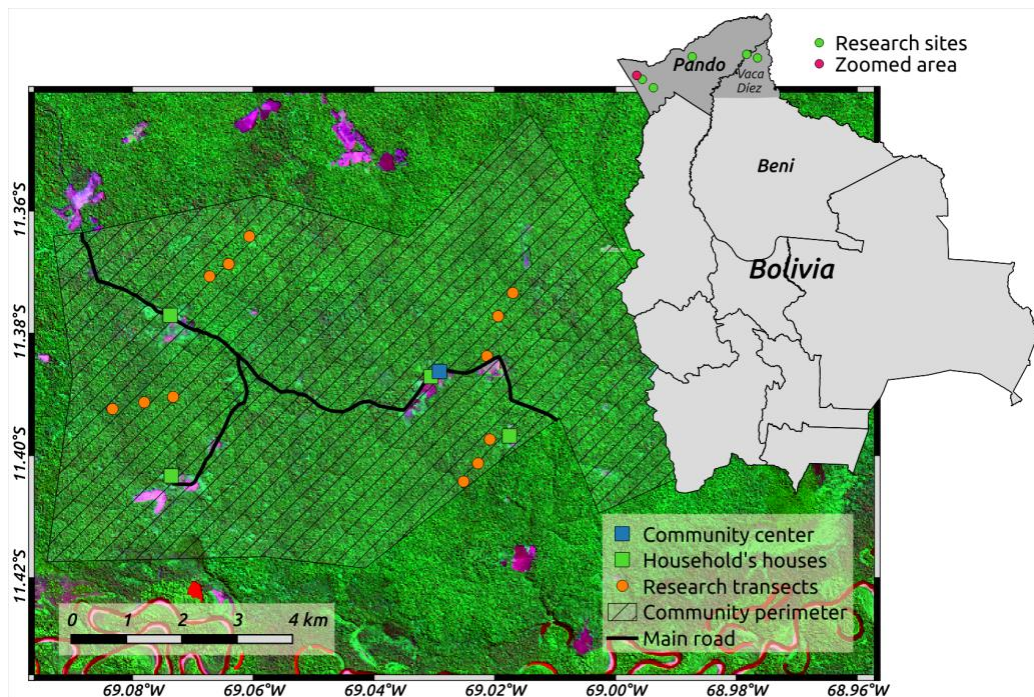 Research sites
Zoomed area
Pando
Vaca
Diez
Beni
Bolivia
11.36°S
11.38°S
11.40°S
11.42°S
Community center
Household's houses
Research transects
Community perimeter
Main road
0 1 2 3 4 km
69.08°W 69.06°W 69.04°W 69.02°W 69.00°W 68.98°W 68.96°W